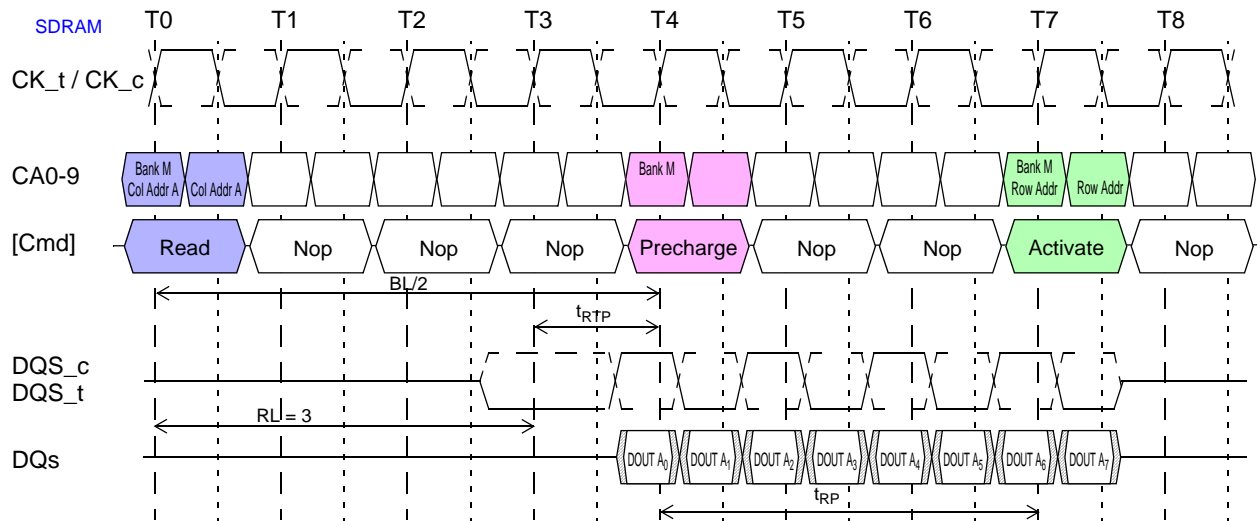 SDRAM T0 T1 T2 T3 T4 T5 T6 T7 T8
CK_t / CK_c
CA0-9
Bank M
Col Addr A
Col Addr A
Bank M
Bank M
Row Addr
Row Addr
[Cmd] Read Nop Nop Nop Precharge Nop Nop Activate Nop
BL/2
tRTP
DQS_c
DQS_t
RL = 3
DQs DOUT A0 DOUT A1 DOUT A2 DOUT A3 DOUT A4 DOUT A5 DOUT A6 DOUT A7
tRP